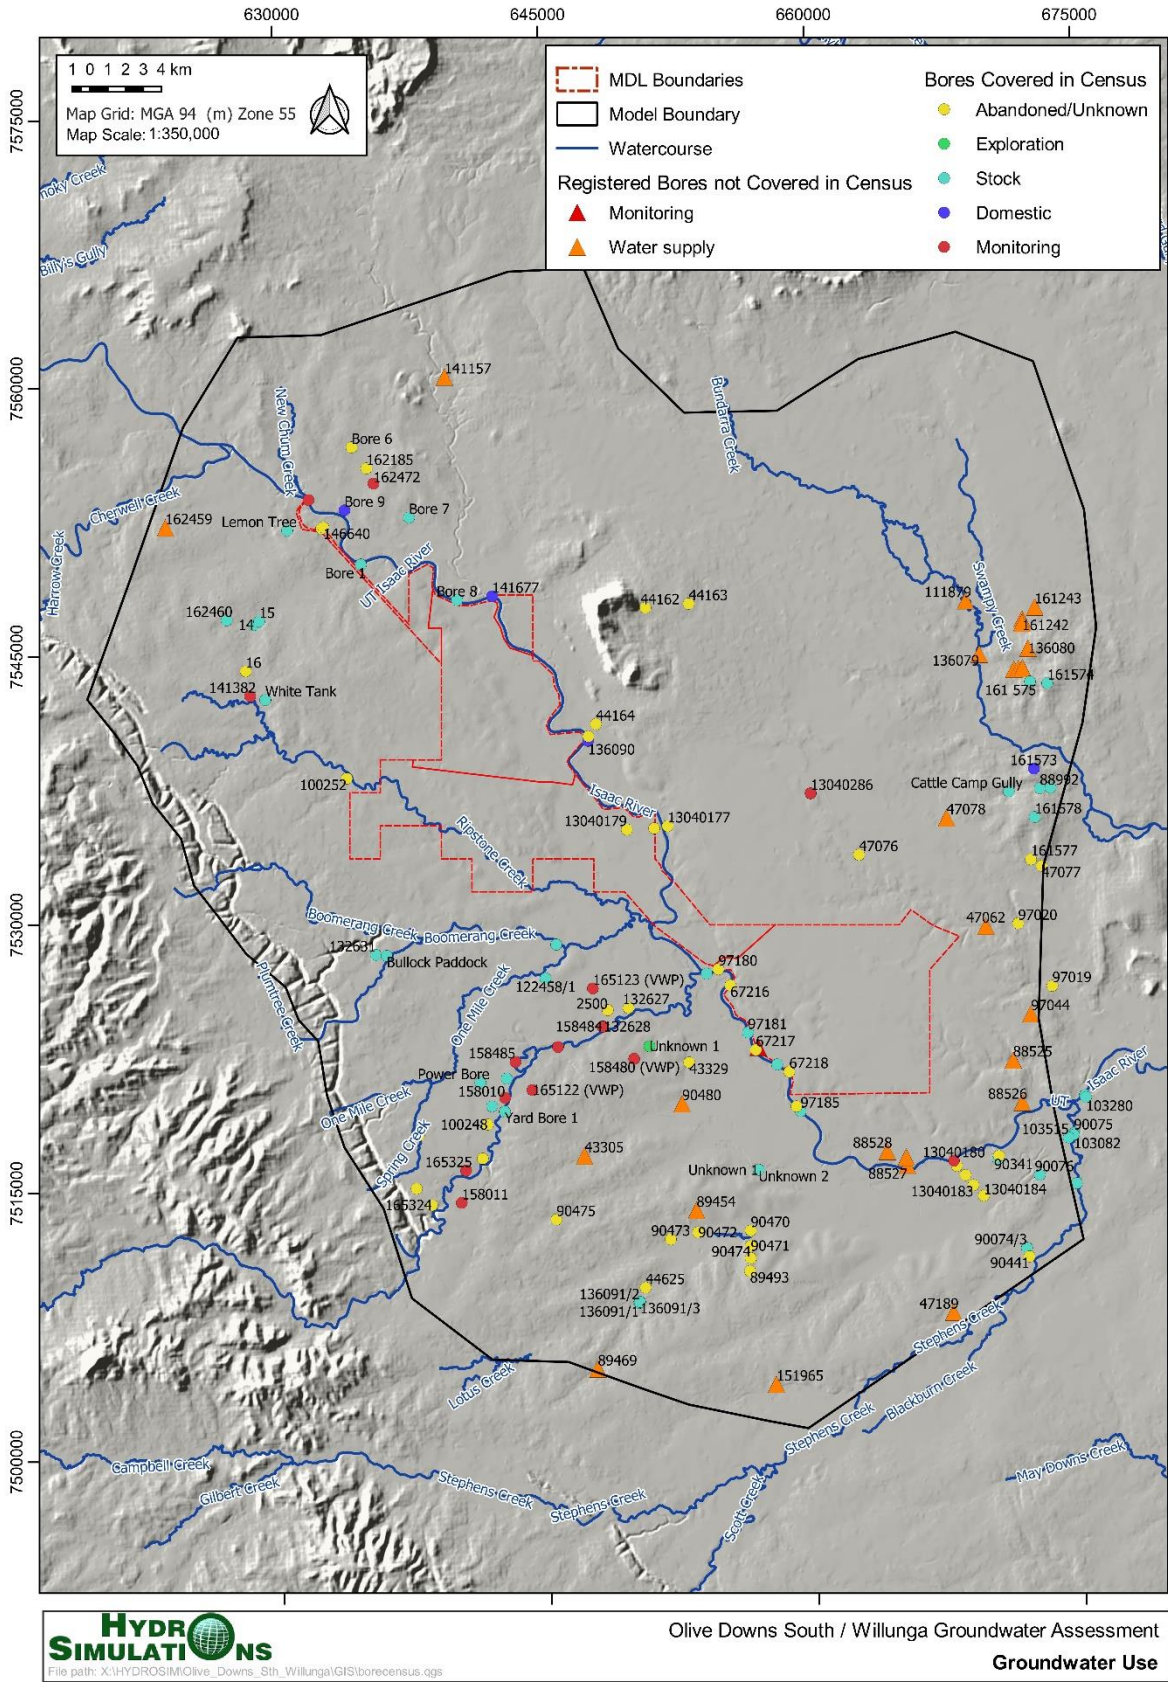 630000
645000
660000
675000
1 0 1 2 3 4 km
Map Grid: MGA 94 (m) Zone 55
Map Scale: 1:350,000
MDL Boundaries
Model Boundary
Watercourse
Registered Bores not Covered in Census
Monitoring
Water supply
Bores Covered in Census
Abandoned/Unknown
Exploration
Stock
Domestic
Monitoring
7575000
7560000
7545000
7530000
7515000
7500000
noky Creek
Billy's Gully
141157
New Chum Creek
Bundarra Creek
Bore 6
162185
162472
Cherwell Creek
Bore 9
Bore 7
162459
Lemon Tree
146640
Harrow Creek
Bore 1
UT Isaac River
Bore 8
141677
Swampy Creek
44162
44163
111879
161243
161242
162460
15
14
136079
136080
16
161 575
161574
141382
White Tank
44164
136090
161573
100252
Isaac River
13040286
Cattle Camp Gully
88992
47078
161578
13040179
13040177
Ripstone Creek
47076
161577
47077
Boomerang Creek
Boomerang Creek
47062
97020
132631
Bullock Paddock
Plumtree Creek
122458/1
165123 (VWP)
97180
67216
97019
One Mile Creek
2500
132627
97044
158484
132628
97181
67217
158485
Unknown 1
158480 (VWP)
43329
67218
88525
Power Bore
158010
165122 (VWP)
90480
97185
88526
UT
Isaac River
103280
One Mile Creek
Yard Bore 1
100248
103515
90075
103082
Spring Creek
43305
88528
88527
13040180
90341
90076
165325
Unknown 1
Unknown 2
13040183
13040184
165324
158011
90475
89454
90473
90472
90470
90474
90471
90074/3
90441
89493
44625
136091/2
136091/1
136091/3
47189
Stephens Creek
89469
Lotus Creek
151965
Blackburn Creek
Stephens Creek
Campbell Creek
Gilbert Creek
Stephens Creek
Stephens Creek
Scott Creek
May Downs Creek
630000
645000
660000
675000
HYDRO
SIMULATIONS
File path: X:\HYDROSIM\Olive_Downs_Sth_Willunga\GIS\borecensus.qgs
Olive Downs South / Willunga Groundwater Assessment
Groundwater Use